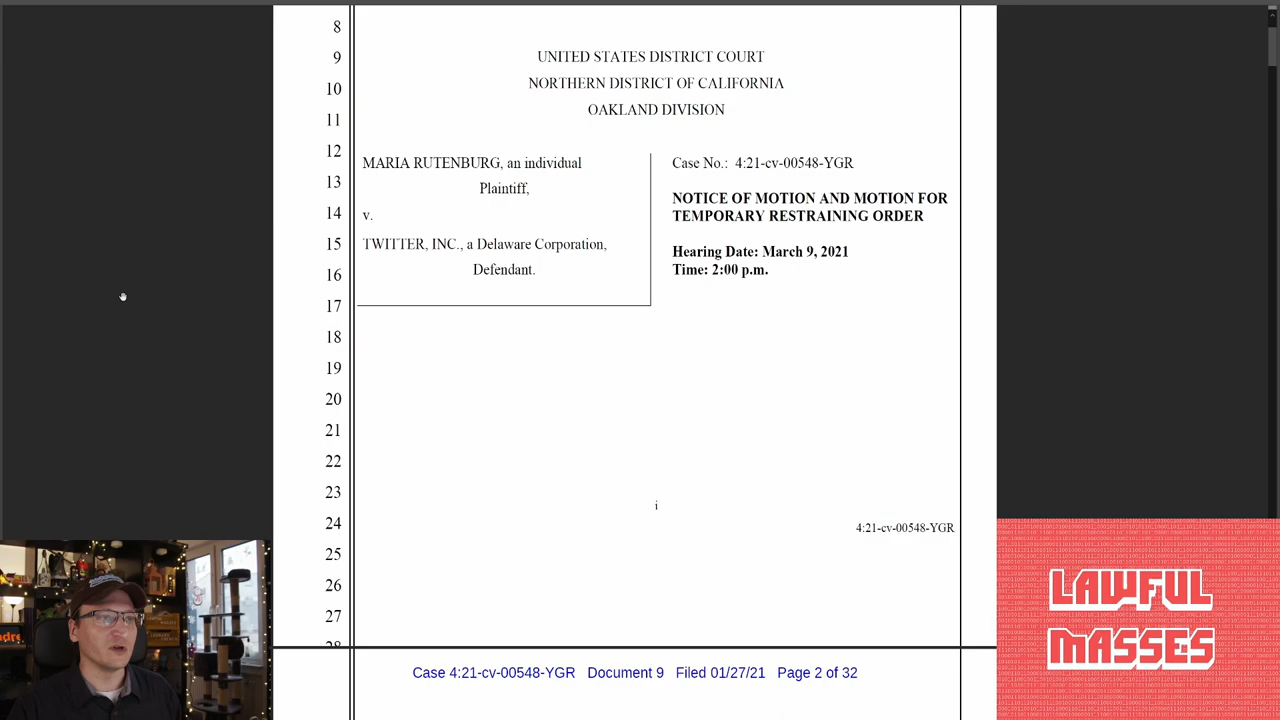 8
9
UNITED STATES DISTRICT COURT
10
NORTHERN DISTRICT OF CALIFORNIA
11
OAKLAND DIVISION
12
MARIA RUTENBURG, an individual
13
Plaintiff,
14
v.
15
TWITTER, INC., a Delaware Corporation,
16
Defendant.
17
Case No.: 4:21-cv-00548-YGR
NOTICE OF MOTION AND MOTION FOR
TEMPORARY RESTRAINING ORDER
Hearing Date: March 9, 2021
Time: 2:00 p.m.
18
19
20
21
22
23
i
24
4:21-cv-00548-YGR
25
26
27
28
Case 4:21-cv-00548-YGR Document 9 Filed 01/27/21 Page 2 of 32
LAWFUL
MASSES